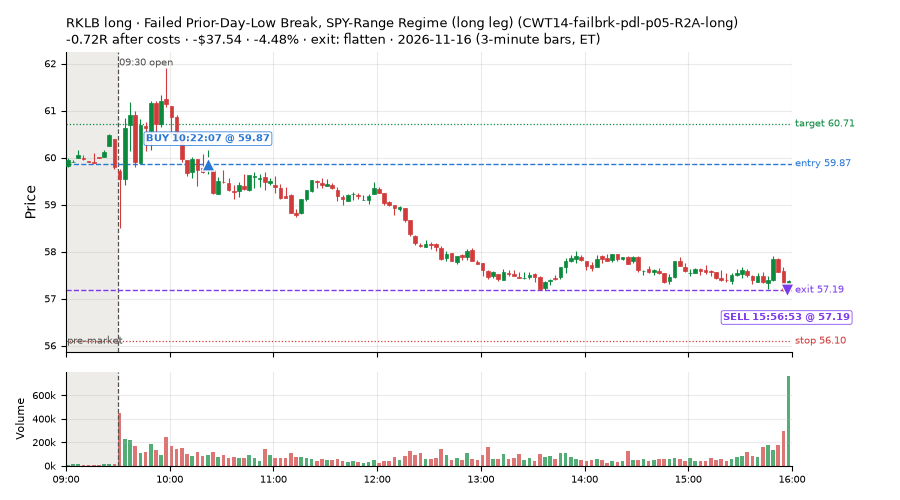 RKLB long · Failed Prior-Day-Low Break, SPY-Range Regime (long leg) (CWT14-failbrk-pdl-p05-R2A-long)
-0.72R after costs · -$37.54 · -4.48% · exit: flatten · 2026-11-16 (3-minute bars, ET)
09:30 open
62
61
60
59
58
57
56
Price
target 60.71
BUY 10:22:07 @ 59.87
entry 59.87
exit 57.19
SELL 15:56:53 @ 57.19
stop 56.10
pre-market
09:00
10:00
11:00
12:00
13:00
14:00
15:00
16:00
Volume
600k
400k
200k
0k